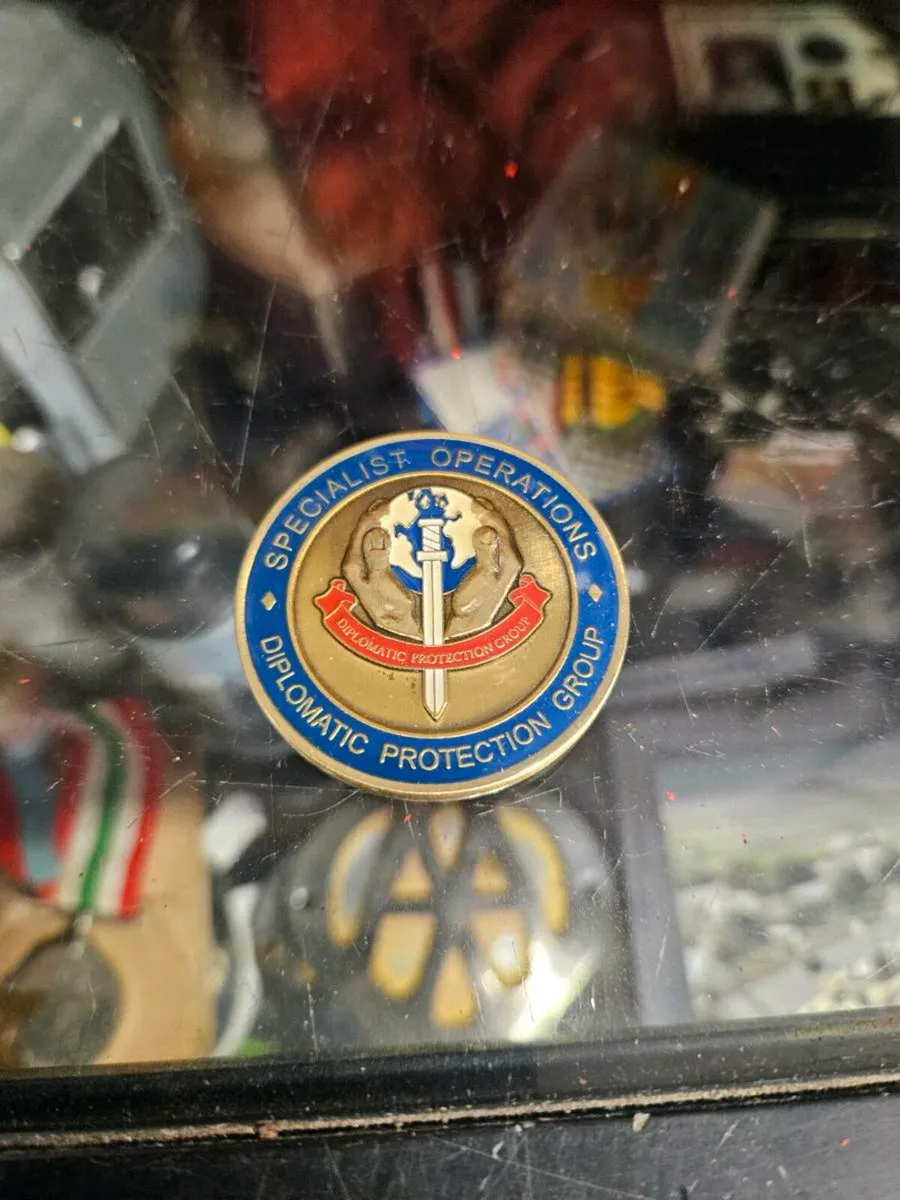 SPECIALIST OPERATIONS
DIPLOMATIC PROTECTION GROUP
DIPLOMATIC PROTECTION GROUP